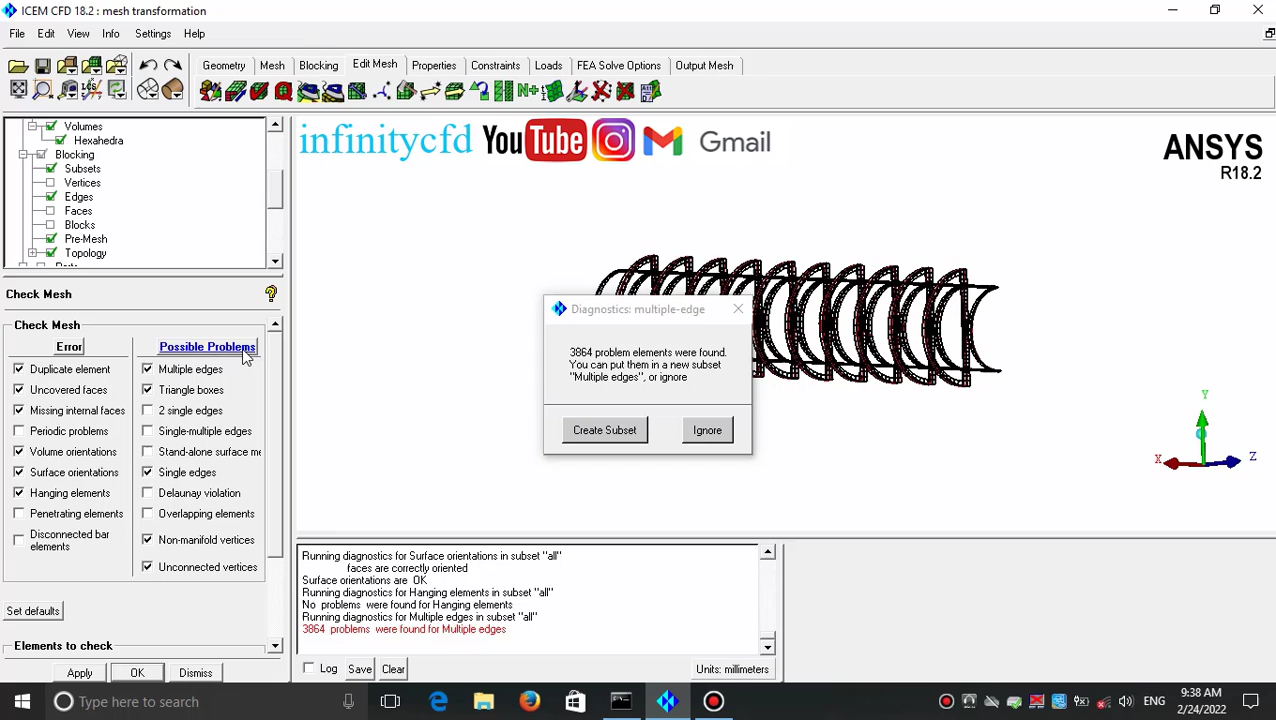 ICEM CFD 18.2 : mesh transformation
File Edit View Info Settings Help
Geometry Mesh Blocking Edit Mesh Properties Constraints Loads FEA Solve Options Output Mesh
Volumes
Hexahedra
Blocking
Subsets
Vertices
Edges
Faces
Blocks
Pre-Mesh
Topology
Check Mesh
Check Mesh
Error Possible Problems
Duplicate element Multiple edges
Uncovered faces Triangle boxes
Missing internal faces 2 single edges
Periodic problems Single-multiple edges
Volume orientations Stand-alone surface me
Surface orientations Single edges
Hanging elements Delaunay violation
Penetrating elements Overlapping elements
Disconnected bar elements Non-manifold vertices
Unconnected vertices
Set defaults
Elements to check
Apply OK Dismiss
infinitycfd YouTube Gmail
ANSYS
R18.2
Diagnostics: multiple-edge
3864 problem elements were found.
You can put them in a new subset
"Multiple edges", or ignore
Create Subset Ignore
Y
X Z
Running diagnostics for Surface orientations in subset "all"
faces are correctly oriented
Surface orientations are OK
Running diagnostics for Hanging elements in subset "all"
No problems were found for Hanging elements
Running diagnostics for Multiple edges in subset "all"
3864 problems were found for Multiple edges
Log Save Clear Units: millimeters
Type here to search
ENG
9:38 AM
2/24/2022